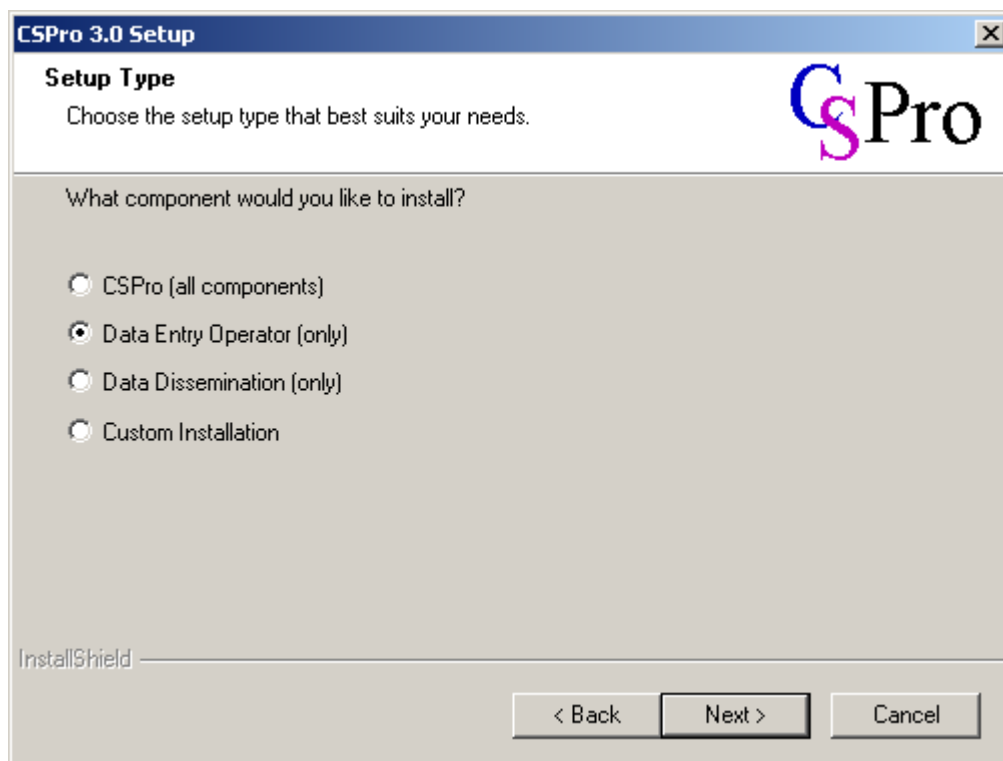 CSPro 3.0 Setup
Setup Type
Choose the setup type that best suits your needs.
CSPro
What component would you like to install?
CSPro (all components)
Data Entry Operator (only)
Data Dissemination (only)
Custom Installation
InstallShield
< Back Next > Cancel